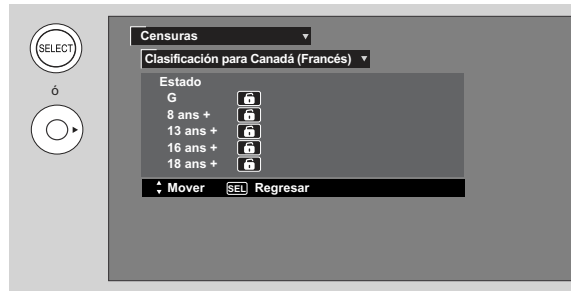 SELECT
ó
Censuras
Clasificación para Canadá (Francés)
Estado
G
8 ans +
13 ans +
16 ans +
18 ans +
Mover SEL Regresar